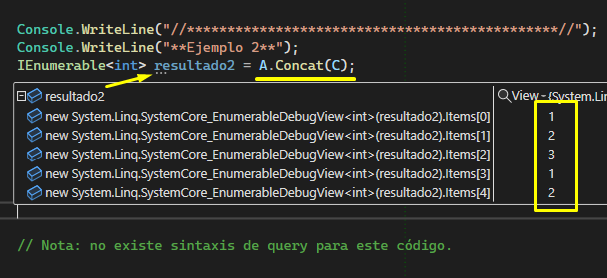 Console.WriteLine("//*********************************************//");
Console.WriteLine("**Ejemplo 2**");
IEnumerable<int> resultado2 = A.Concat(C);
resultado2 View {System.Linq
new System.Linq.SystemCore_EnumerableDebugView<int>(resultado2).Items[0] 1
new System.Linq.SystemCore_EnumerableDebugView<int>(resultado2).Items[1] 2
new System.Linq.SystemCore_EnumerableDebugView<int>(resultado2).Items[2] 3
new System.Linq.SystemCore_EnumerableDebugView<int>(resultado2).Items[3] 1
new System.Linq.SystemCore_EnumerableDebugView<int>(resultado2).Items[4] 2
// Nota: no existe sintaxis de query para este código.